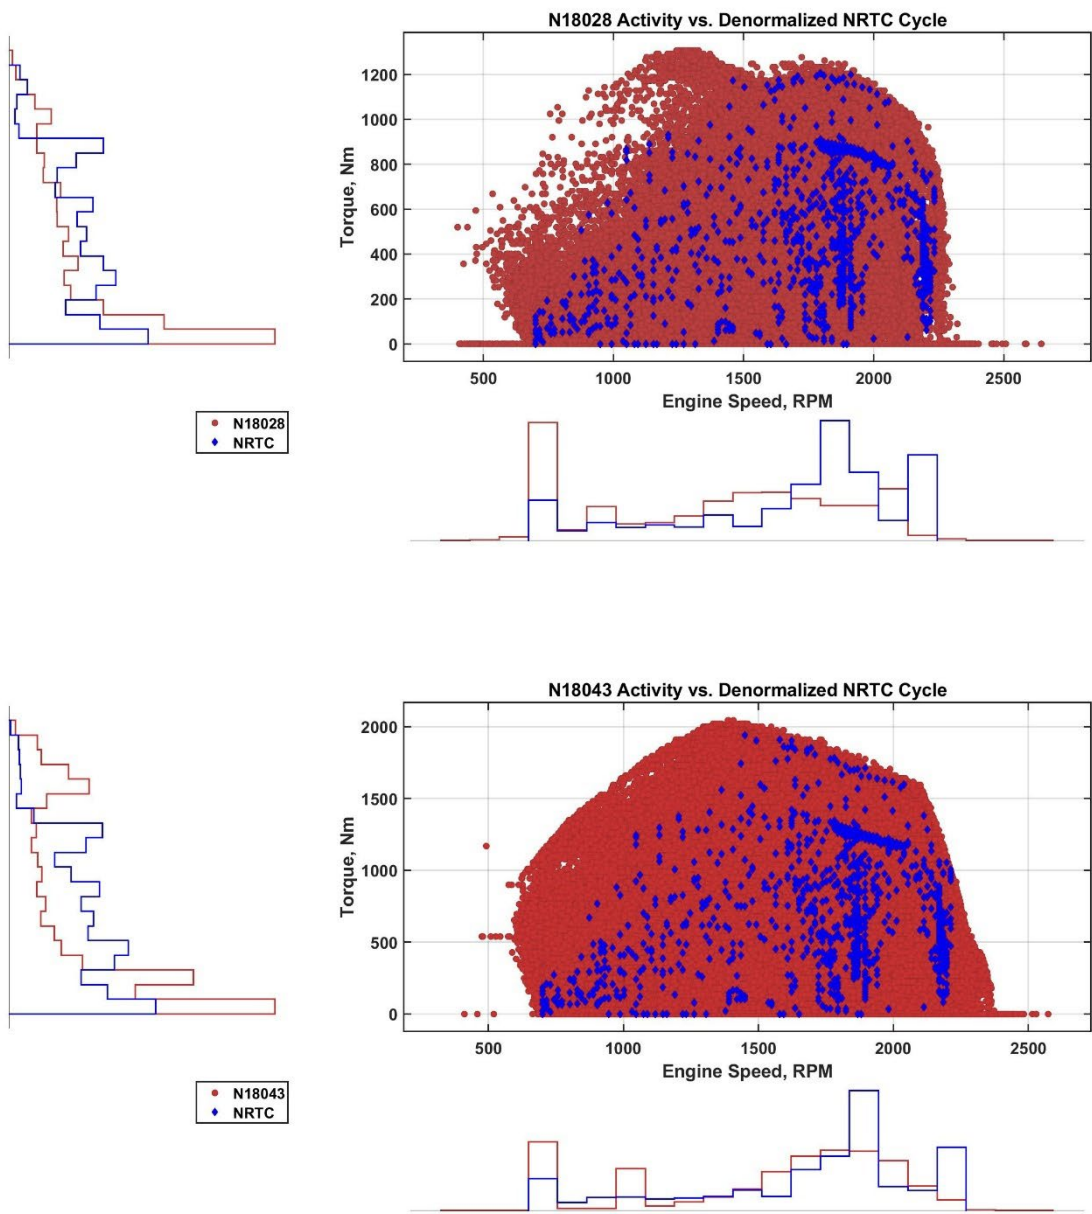 N18028 Activity vs. Denormalized NRTC Cycle
1200
1000
800
600
400
200
0
Torque, Nm
500 1000 1500 2000 2500
Engine Speed, RPM
N18028
NRTC
N18043 Activity vs. Denormalized NRTC Cycle
2000
1500
1000
500
0
Torque, Nm
500 1000 1500 2000 2500
Engine Speed, RPM
N18043
NRTC